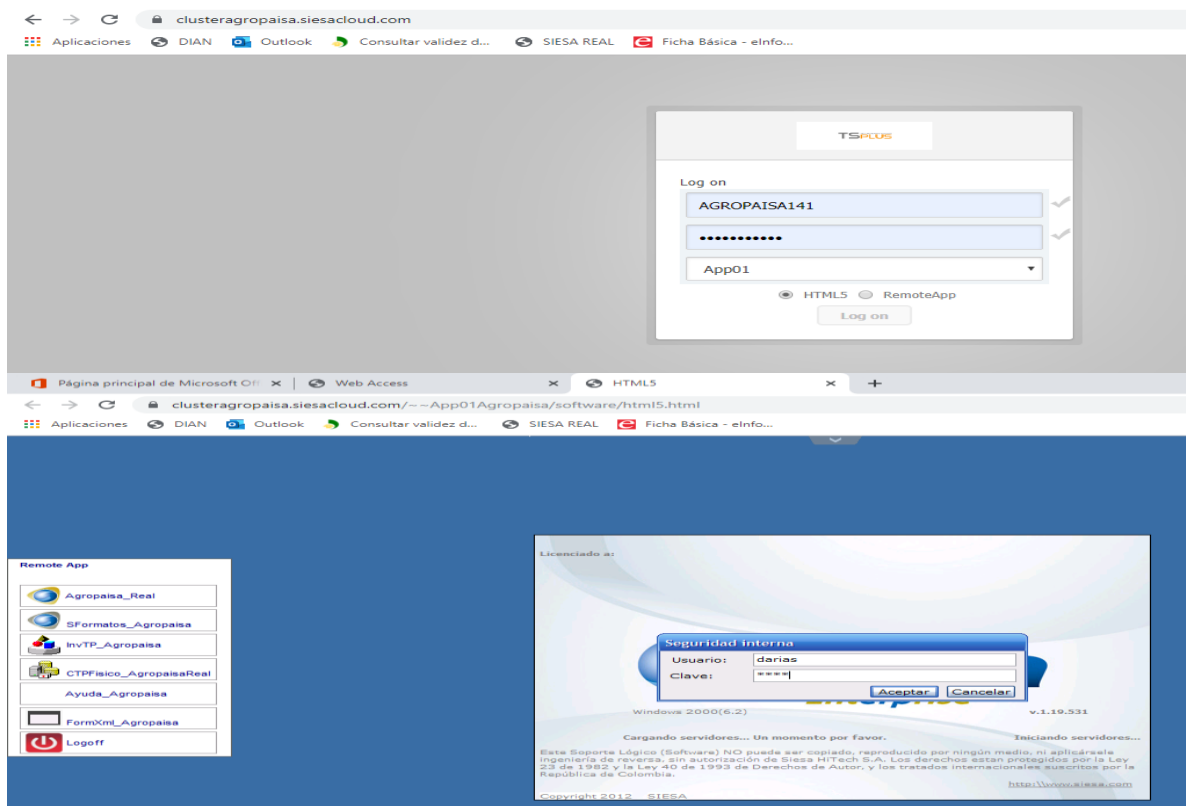 clusteragropaisa.siesacloud.com
Aplicaciones DIAN Outlook Consultar validez d... SIESA REAL Ficha Básica - eInfo...
TSPLUS
Log on
AGROPAISA141
•••••••••••
App01
HTML5 RemoteApp
Log on
Página principal de Microsoft Of Web Access HTML5
clusteragropaisa.siesacloud.com/~~App01Agropaisa/software/html5.html
Aplicaciones DIAN Outlook Consultar validez d... SIESA REAL Ficha Básica - eInfo...
Remote App
Agropaisa_Real
SFormatos_Agropaisa
InvTP_Agropaisa
CTPFisico_AgropaisaReal
Ayuda_Agropaisa
FormXml_Agropaisa
Logoff
Licenciado a:
Seguridad interna
Usuario: darias
Clave: ****
Aceptar Cancelar
Enterprise
Windows 2000(6.2) v.1.19.531
Cargando servidores... Un momento por favor. Iniciando servidores...
Este Soporte Lógico (Software) NO puede ser copiado, reproducido por ningún medio, ni aplicársele
ingeniería de reversa, sin autorización de Siesa HiTech S.A. Los derechos estan protegidos por la Ley
23 de 1982 y la Ley 40 de 1993 de Derechos de Autor, y los tratados internacionales suscritos por la
República de Colombia.
http://www.siesa.com
Copyright 2012 SIESA